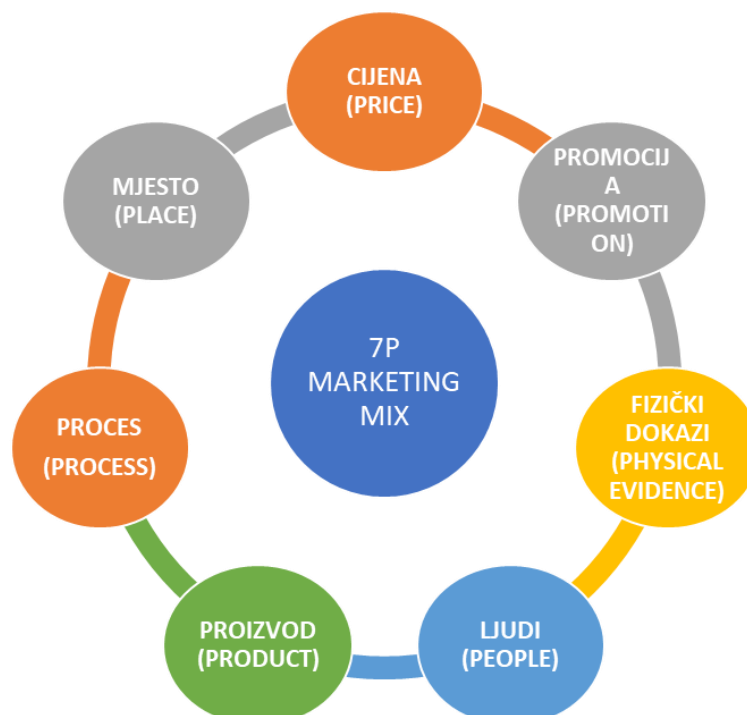 CIJENA
(PRICE)
PROMOCIJ
A
(PROMOTI
ON)
FIZIČKI
DOKAZI
(PHYSICAL
EVIDENCE)
LJUDI
(PEOPLE)
PROIZVOD
(PRODUCT)
PROCES
(PROCESS)
MJESTO
(PLACE)
7P
MARKETING
MIX